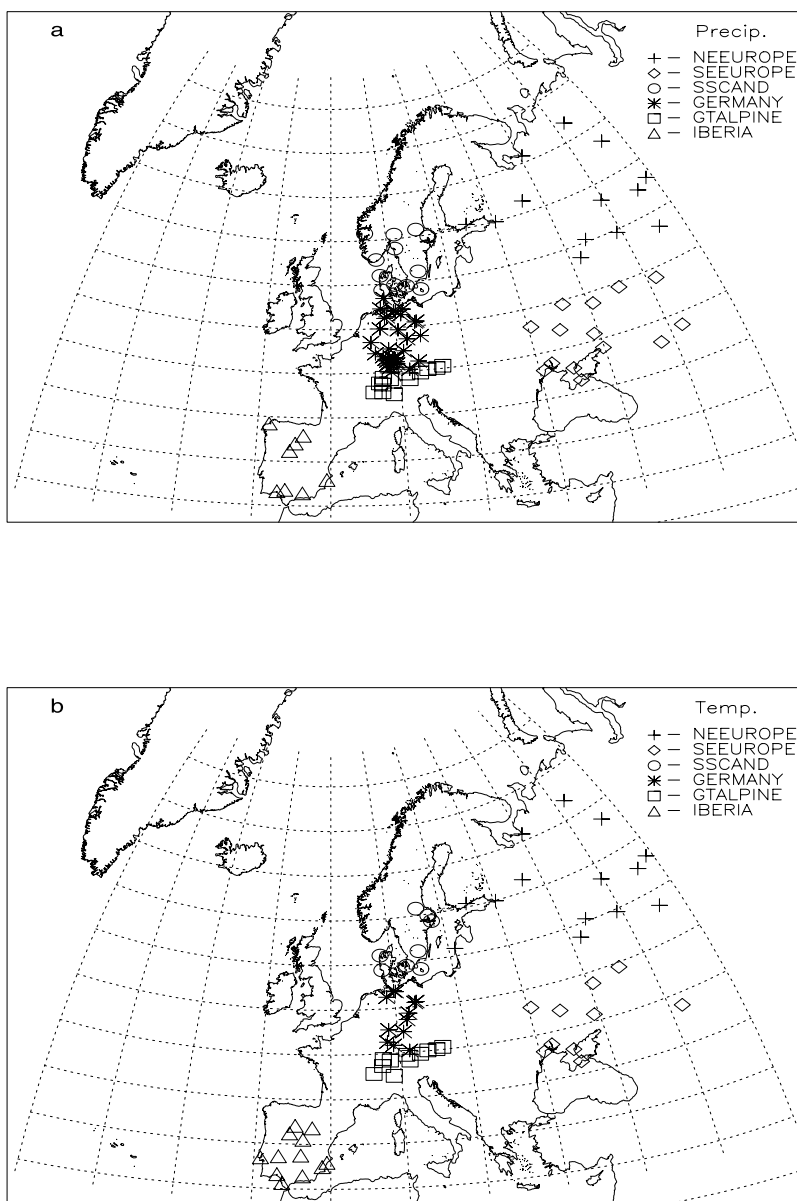 a
Precip.
+ – NEEUROPE
◇ – SEEUROPE
○ – SSCAND
✳ – GERMANY
□ – GTALPINE
△ – IBERIA
b
Temp.
+ – NEEUROPE
◇ – SEEUROPE
○ – SSCAND
✳ – GERMANY
□ – GTALPINE
△ – IBERIA